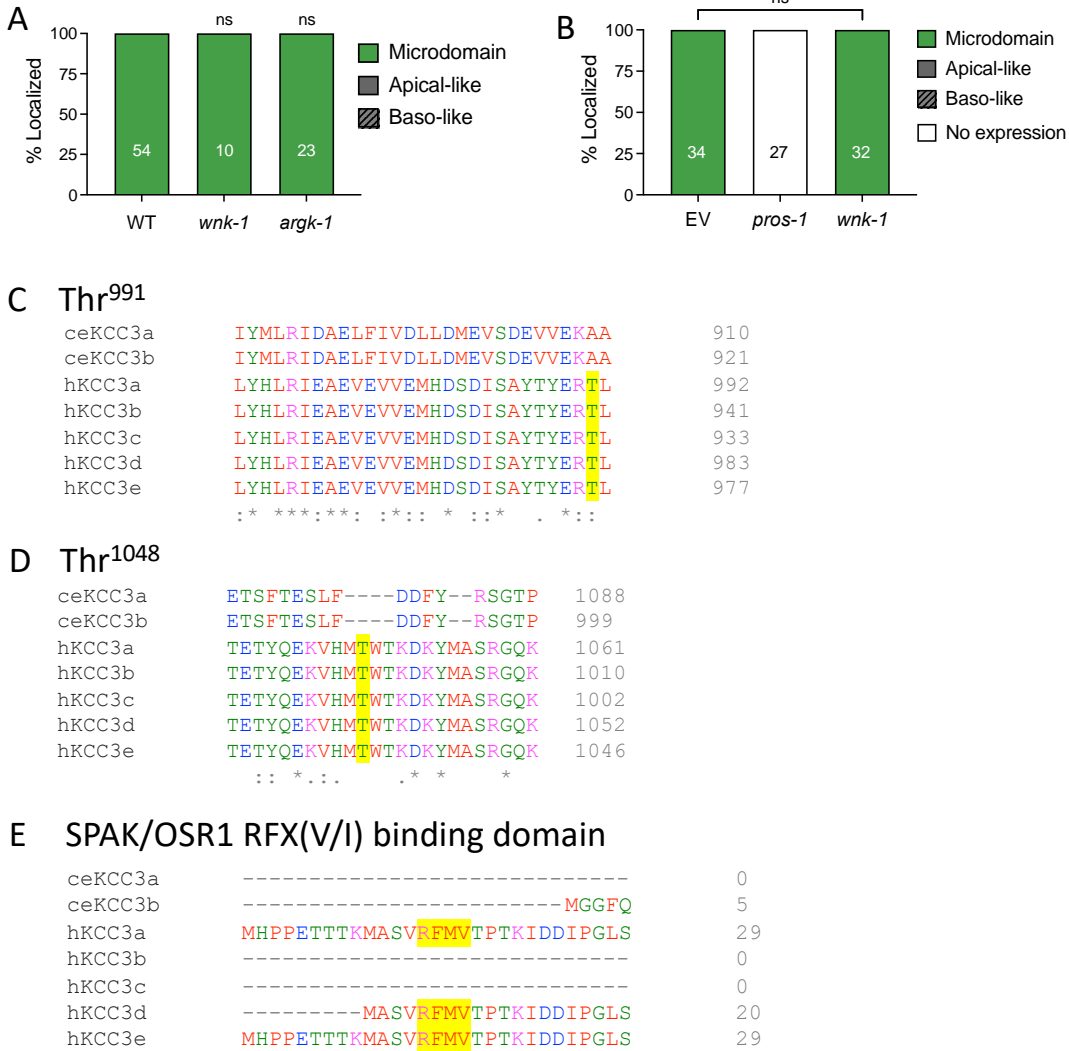 A
ns ns
100
75
50
25
0
% Localized
54 10 23
WT wnk-1 argk-1
Microdomain
Apical-like
Baso-like
B
ns
100
75
50
25
0
% Localized
34 27 32
EV pros-1 wnk-1
Microdomain
Apical-like
Baso-like
No expression
C Thr991
ceKCC3a IYMLRIDAELFIVDLLDMEVSDEVVEKAA 910
ceKCC3b IYMLRIDAELFIVDLLDMEVSDEVVEKAA 921
hKCC3a LYHLRIEAEVEVVEMHDSDISAYTYERTL 992
hKCC3b LYHLRIEAEVEVVEMHDSDISAYTYERTL 941
hKCC3c LYHLRIEAEVEVVEMHDSDISAYTYERTL 933
hKCC3d LYHLRIEAEVEVVEMHDSDISAYTYERTL 983
hKCC3e LYHLRIEAEVEVVEMHDSDISAYTYERTL 977
:* ***:**: :*:: * ::* . *::
D Thr1048
ceKCC3a ETSFTESLF----DDFY--RSGTP 1088
ceKCC3b ETSFTESLF----DDFY--RSGTP 999
hKCC3a TETYQEKVHMTWTKDKYMASRGQK 1061
hKCC3b TETYQEKVHMTWTKDKYMASRGQK 1010
hKCC3c TETYQEKVHMTWTKDKYMASRGQK 1002
hKCC3d TETYQEKVHMTWTKDKYMASRGQK 1052
hKCC3e TETYQEKVHMTWTKDKYMASRGQK 1046
:: *.:. .* * *
E SPAK/OSR1 RFX(V/I) binding domain
ceKCC3a ----------------------------- 0
ceKCC3b ------------------------MGGFQ 5
hKCC3a MHPPETTTKMASVRFMVTPTKIDDIPGLS 29
hKCC3b ----------------------------- 0
hKCC3c ----------------------------- 0
hKCC3d ---------MASVRFMVTPTKIDDIPGLS 20
hKCC3e MHPPETTTKMASVRFMVTPTKIDDIPGLS 29